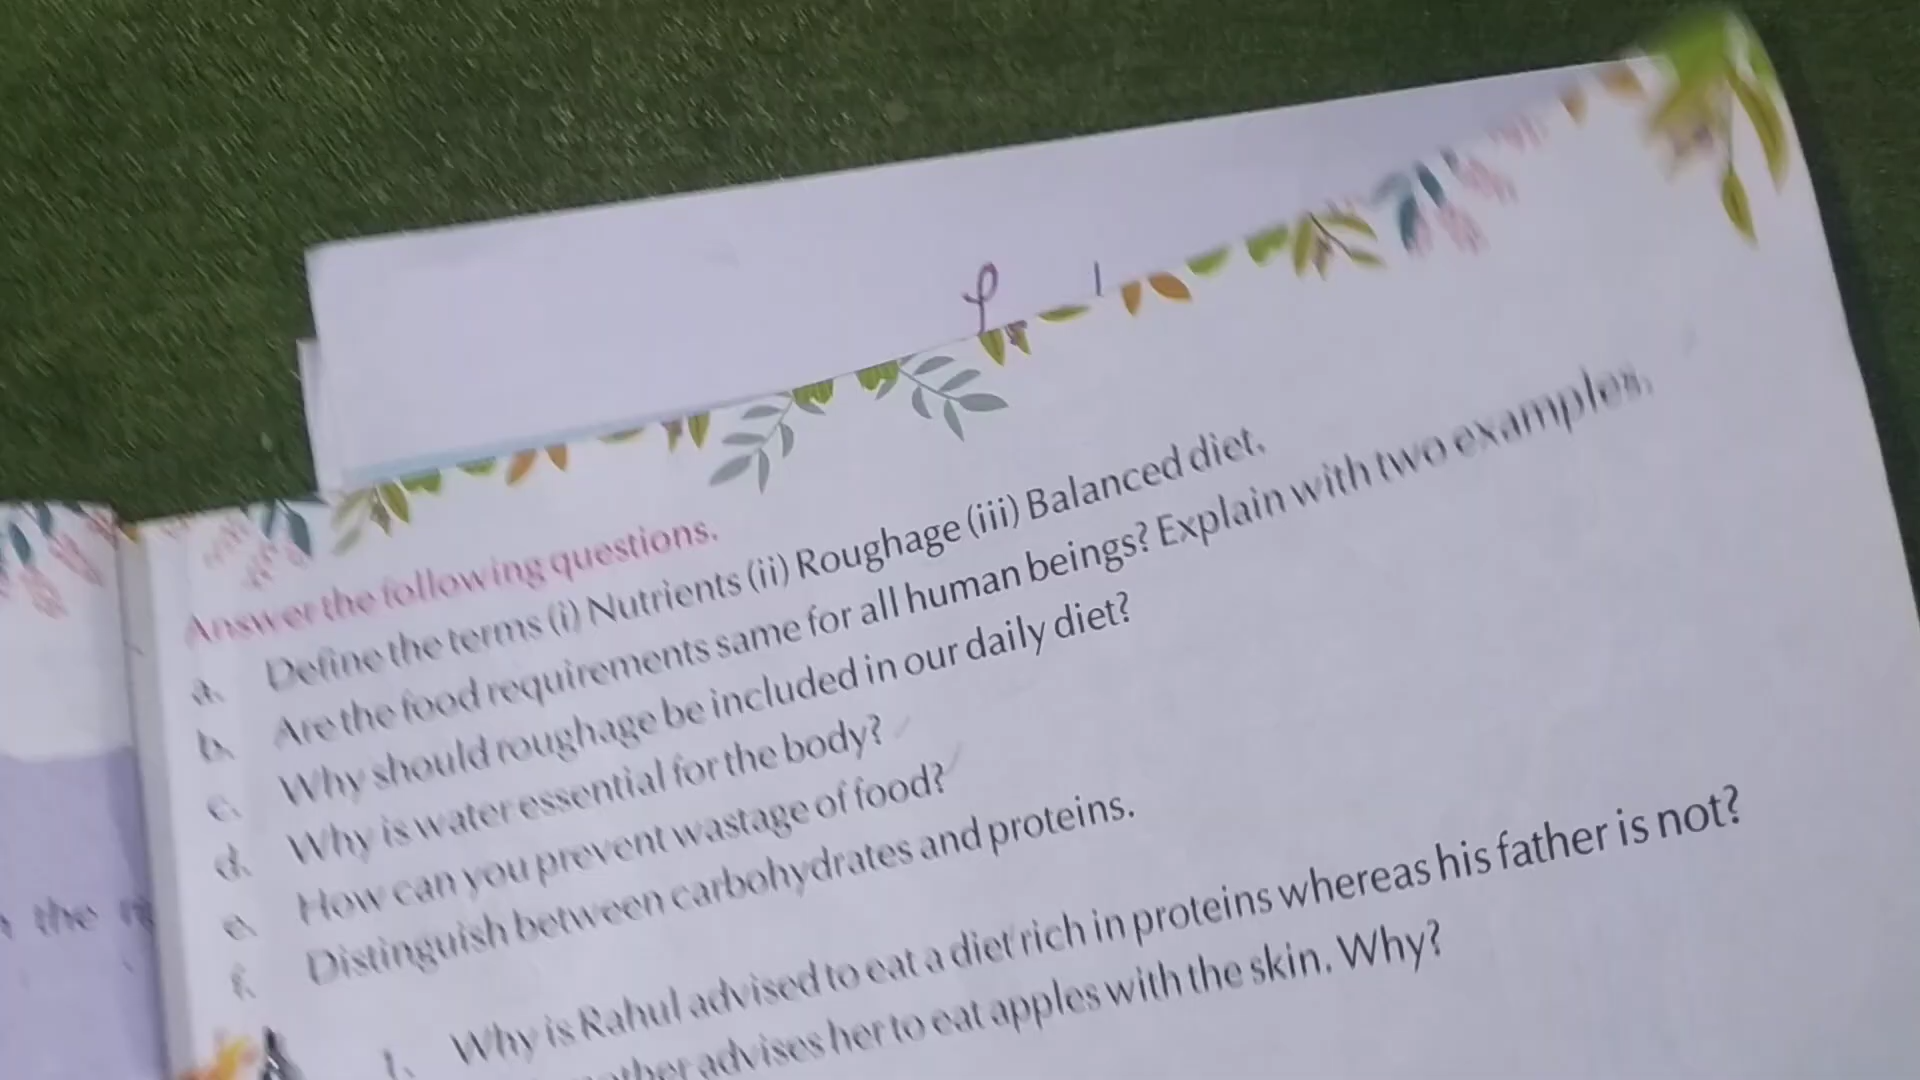 Answer the following questions.
a. Define the terms (i) Nutrients (ii) Roughage (iii) Balanced diet.
b. Are the food requirements same for all human beings? Explain with two examples.
c. Why should roughage be included in our daily diet?
d. Why is water essential for the body?
e. How can you prevent wastage of food?
f. Distinguish between carbohydrates and proteins.
1. Why is Rahul advised to eat a diet rich in proteins whereas his father is not?
advises her to eat apples with the skin. Why?
the